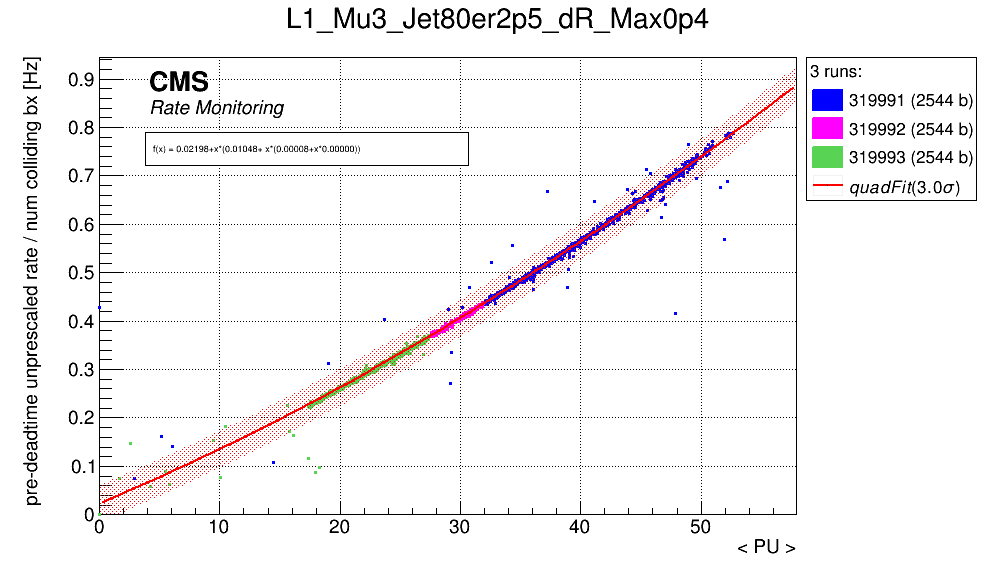 L1_Mu3_Jet80er2p5_dR_Max0p4
pre-deadtime unprescaled rate / num colliding bx [Hz]
CMS
Rate Monitoring
f(x) = 0.02198+x*(0.01048+ x*(0.00008+x*0.00000))
0.9
0.8
0.7
0.6
0.5
0.4
0.3
0.2
0.1
0
0 10 20 30 40 50
< PU >
3 runs:
319991 (2544 b)
319992 (2544 b)
319993 (2544 b)
quadFit(3.0σ)